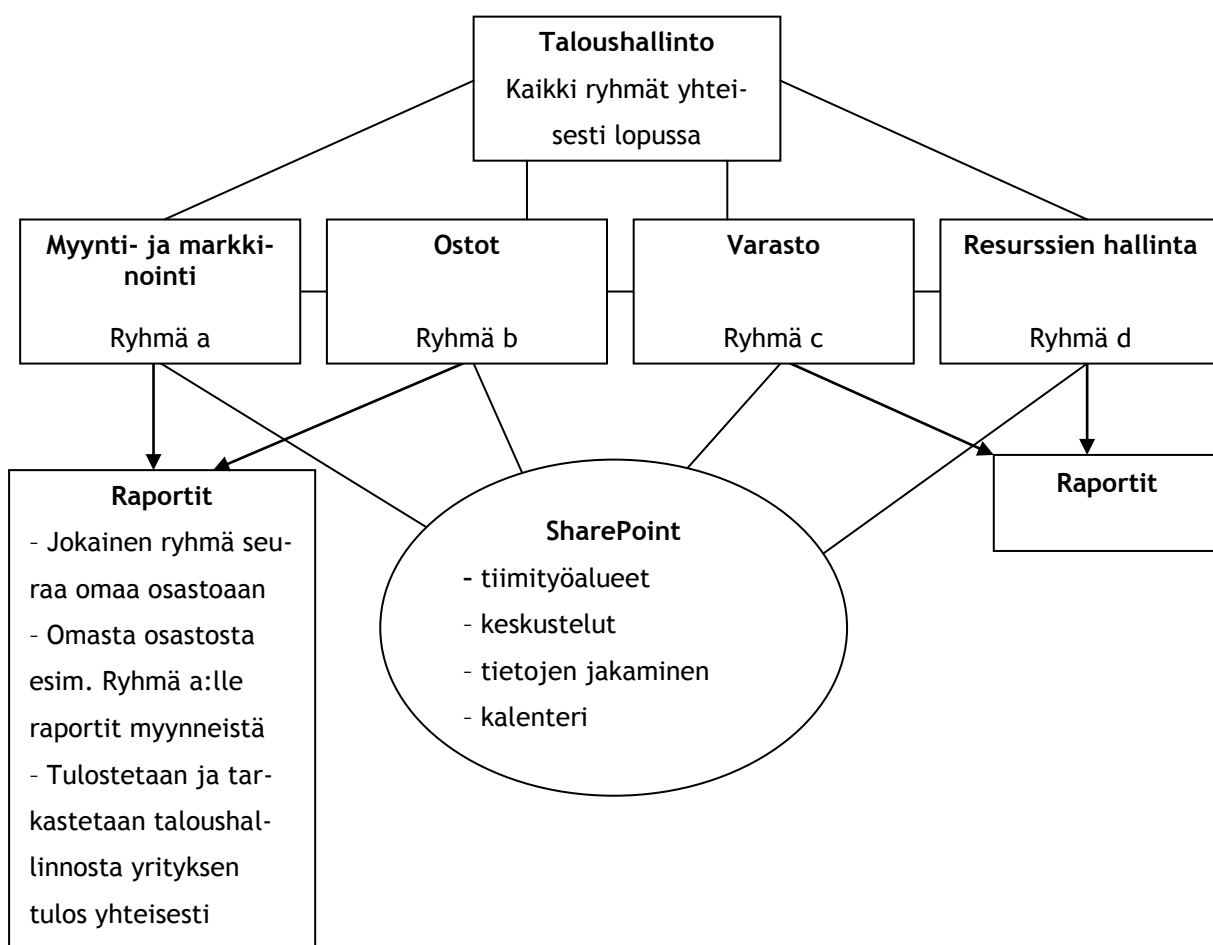 Taloushallinto
Kaikki ryhmät yhtei-
sesti lopussa
Myynti- ja markki-
nointi
Ryhmä a
Ostot
Ryhmä b
Varasto
Ryhmä c
Resurssien hallinta
Ryhmä d
Raportit
- Jokainen ryhmä seu-
raa omaa osastoaan
- Omasta osastosta
esim. Ryhmä a:lle
raportit myynneistä
- Tulostetaan ja tar-
kastetaan taloushal-
linnosta yrityksen
tulos yhteisesti
SharePoint
- tiimityöalueet
- keskustelut
- tietojen jakaminen
- kalenteri
Raportit